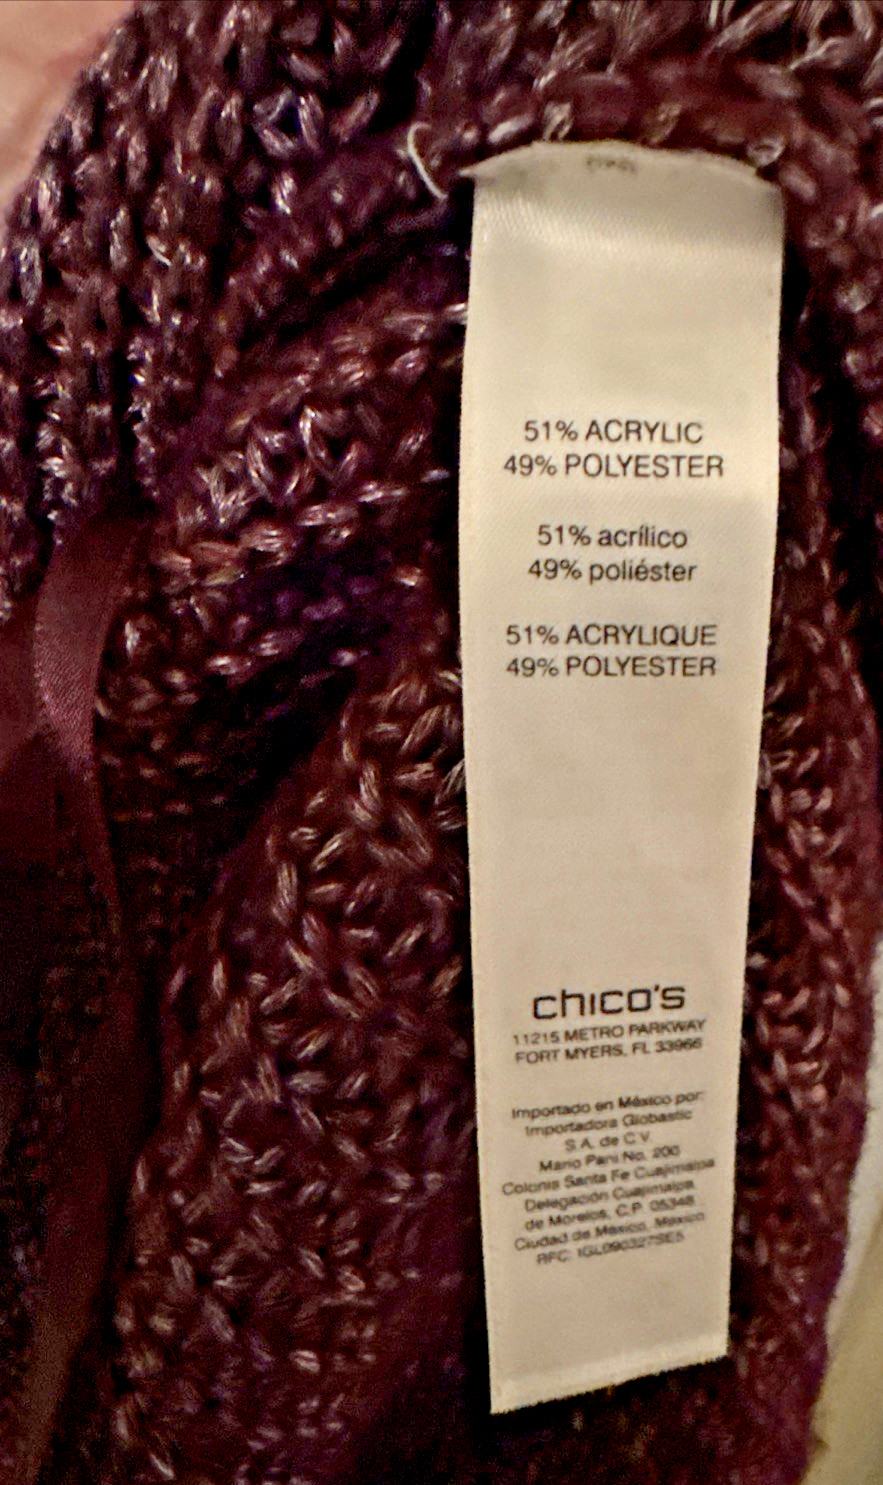 51% ACRYLIC
49% POLYESTER
51% acrílico
49% poliéster
51% ACRYLIQUE
49% POLYESTER
chico's
11215 METRO PARKWAY
FORT MYERS, FL 33966
Importado en México por:
Importadora Globastic
S.A. de C.V.
Mario Pani No. 200
Colonia Santa Fe Cuajimalpa
Delegación Cuajimalpa
de Morelos, C.P. 05348
Ciudad de México, México
RFC: IGL090327SE5